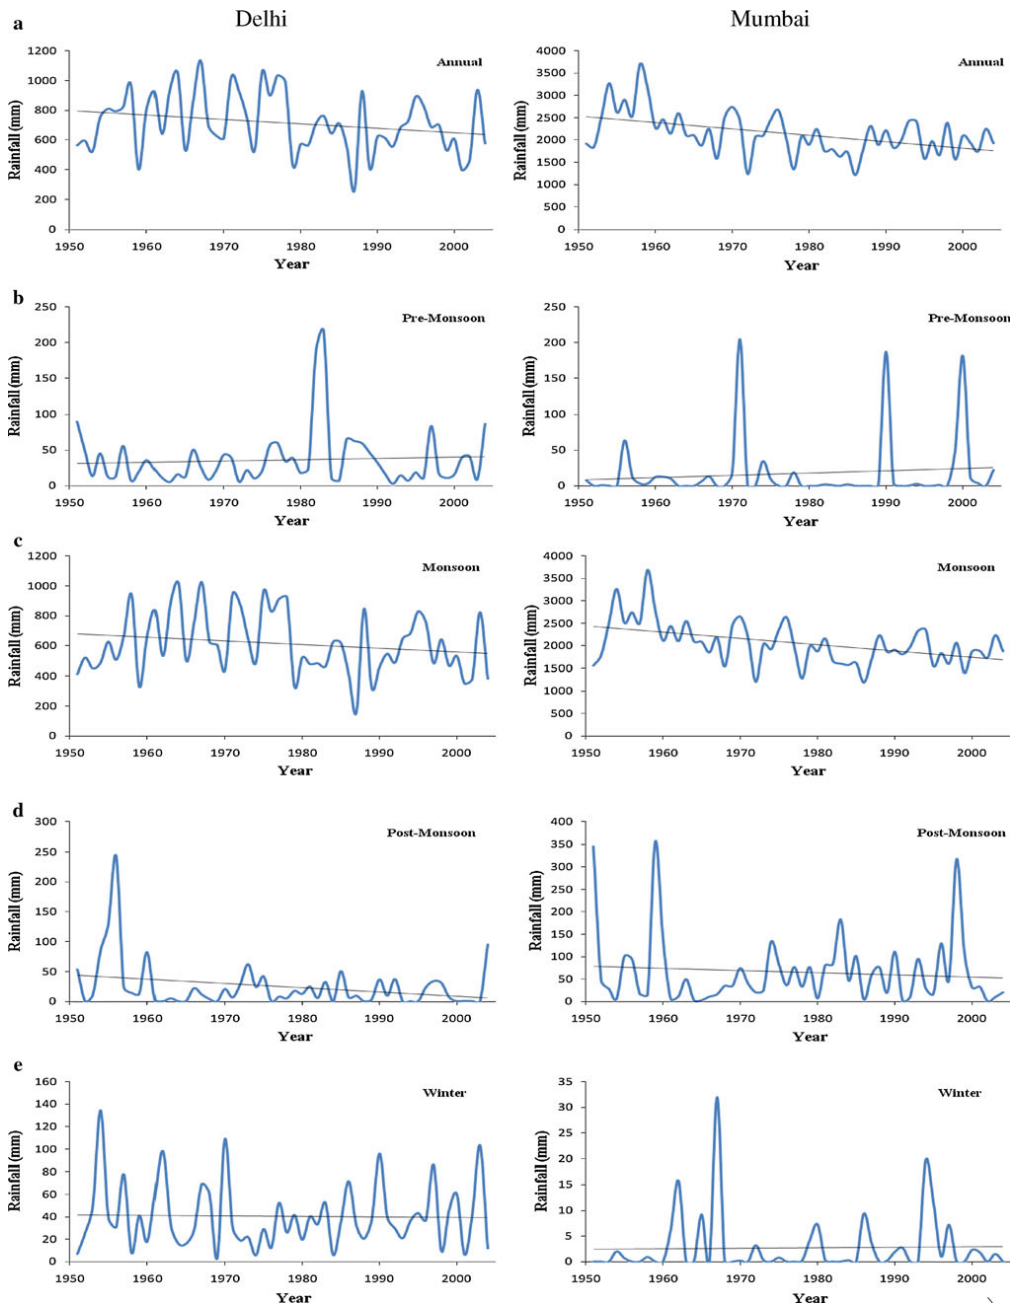 Delhi
Mumbai
a
Annual
Rainfall (mm)
1200
1000
800
600
400
200
0
1950 1960 1970 1980 1990 2000
Year
Annual
Rainfall (mm)
4000
3500
3000
2500
2000
1500
1000
500
0
1950 1960 1970 1980 1990 2000
Year
b
Pre-Monsoon
Rainfall (mm)
250
200
150
100
50
0
1950 1960 1970 1980 1990 2000
Year
Pre-Monsoon
Rainfall (mm)
250
200
150
100
50
0
1950 1960 1970 1980 1990 2000
Year
c
Monsoon
Rainfall (mm)
1200
1000
800
600
400
200
0
1950 1960 1970 1980 1990 2000
Year
Monsoon
Rainfall (mm)
4000
3500
3000
2500
2000
1500
1000
500
0
1950 1960 1970 1980 1990 2000
Year
d
Post-Monsoon
Rainfall (mm)
300
250
200
150
100
50
0
1950 1960 1970 1980 1990 2000
Year
Post-Monsoon
Rainfall (mm)
400
350
300
250
200
150
100
50
0
1950 1960 1970 1980 1990 2000
Year
e
Winter
Rainfall (mm)
160
140
120
100
80
60
40
20
0
1950 1960 1970 1980 1990 2000
Year
Winter
Rainfall (mm)
35
30
25
20
15
10
5
0
1950 1960 1970 1980 1990 2000
Year